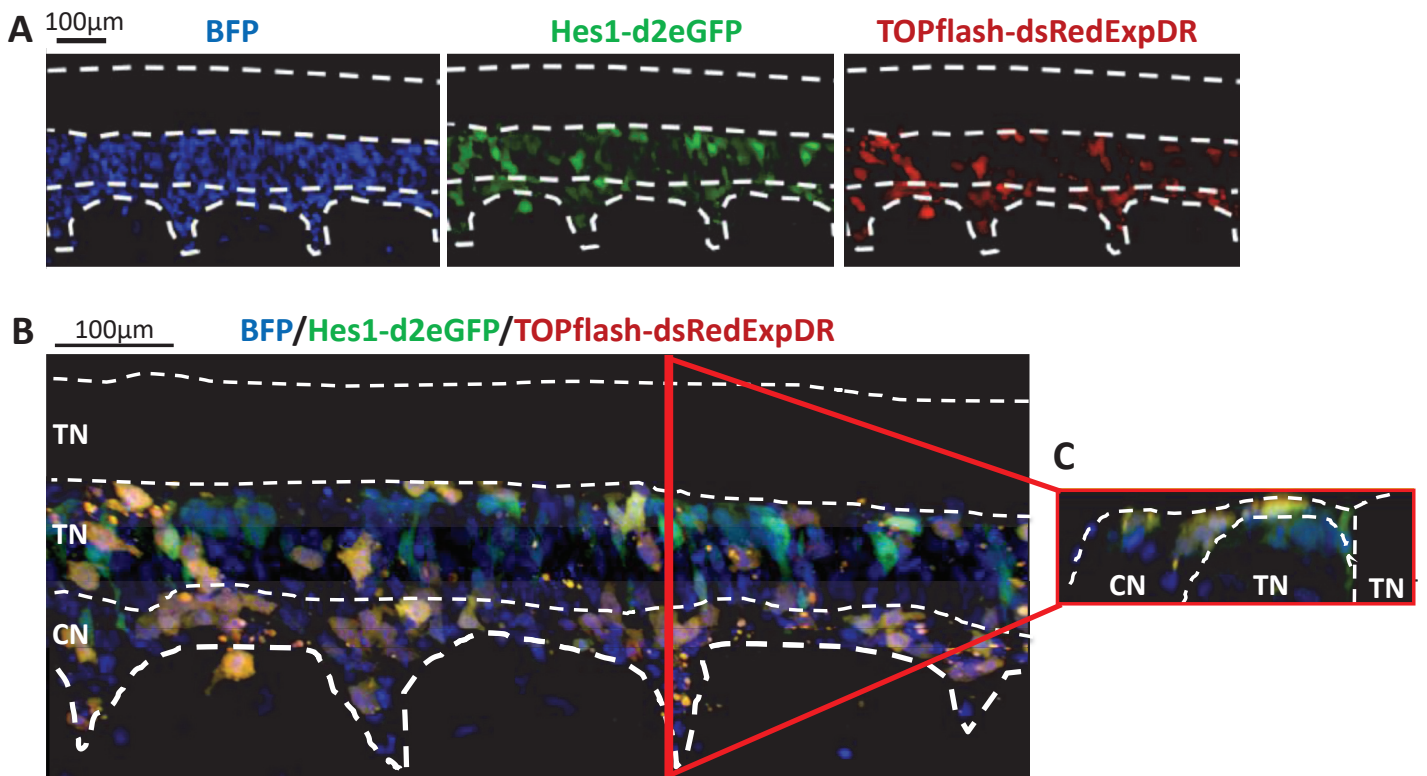 A 100μm BFP Hes1-d2eGFP TOPflash-dsRedExpDR
B 100μm BFP/Hes1-d2eGFP/TOPflash-dsRedExpDR
TN
C
TN
CN
CN TN TN